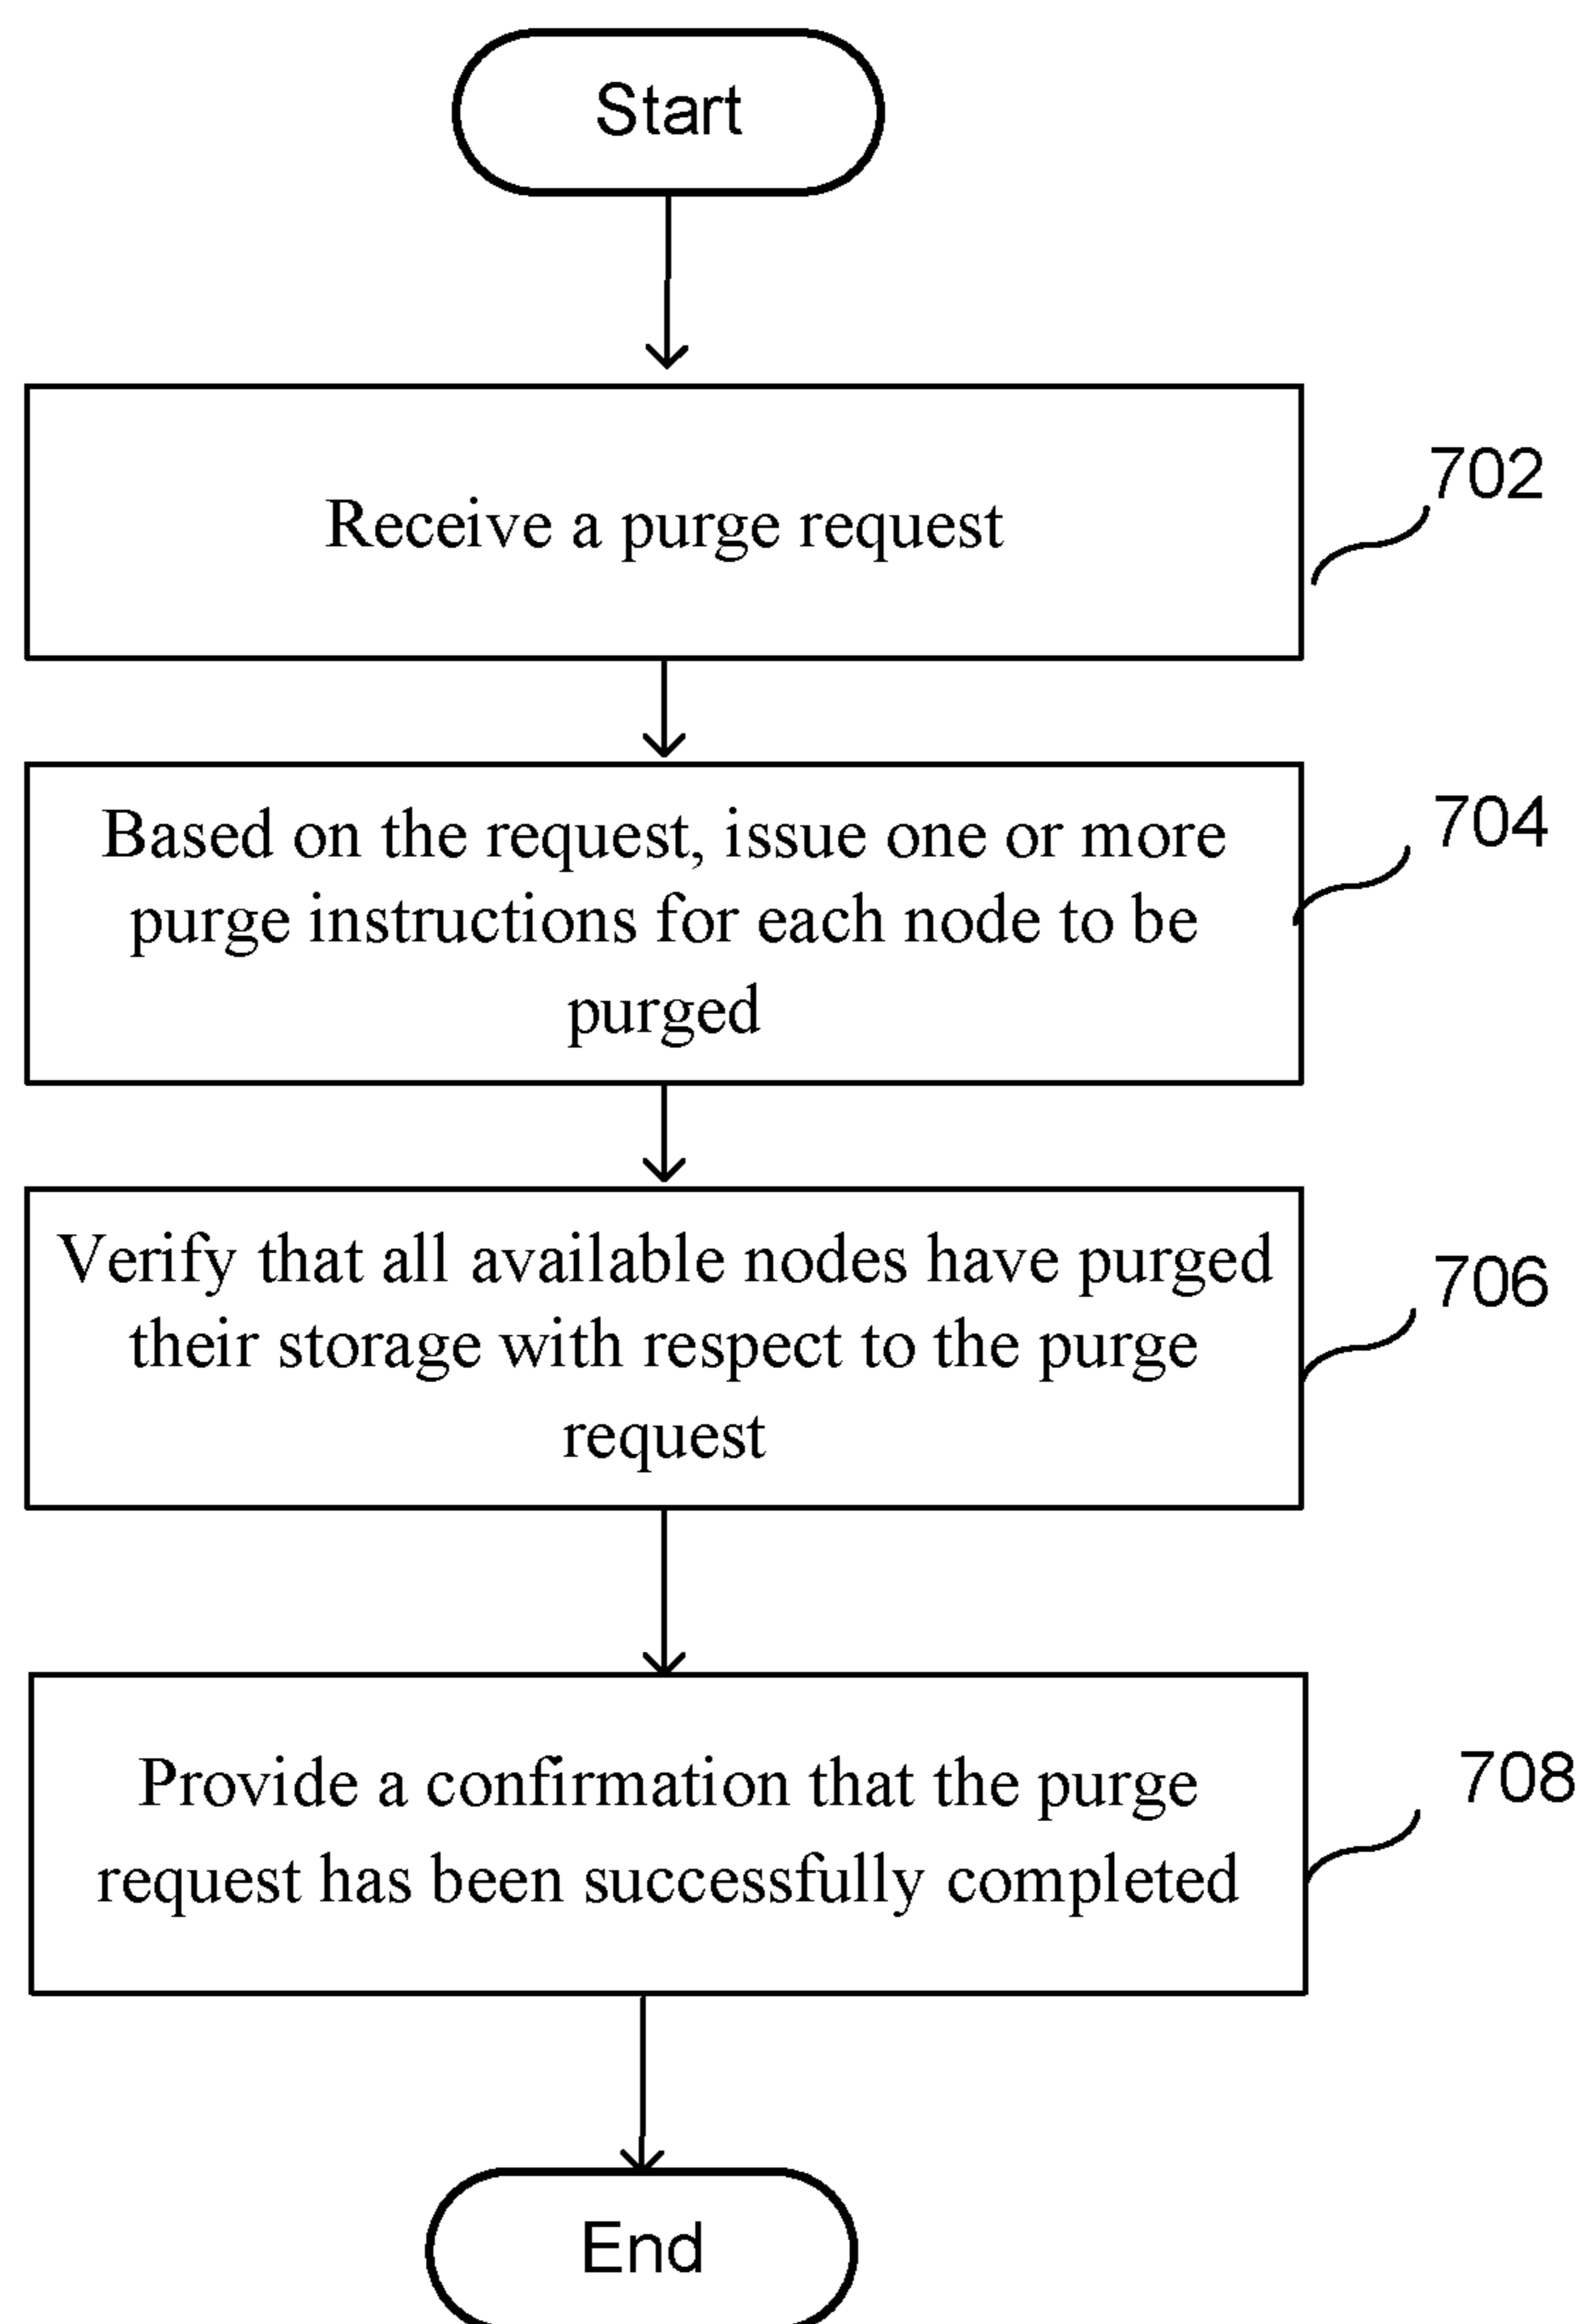 Start
Receive a purge request
702
Based on the request, issue one or more
purge instructions for each node to be
purged
704
Verify that all available nodes have purged
their storage with respect to the purge
request
706
Provide a confirmation that the purge
request has been successfully completed
708
End